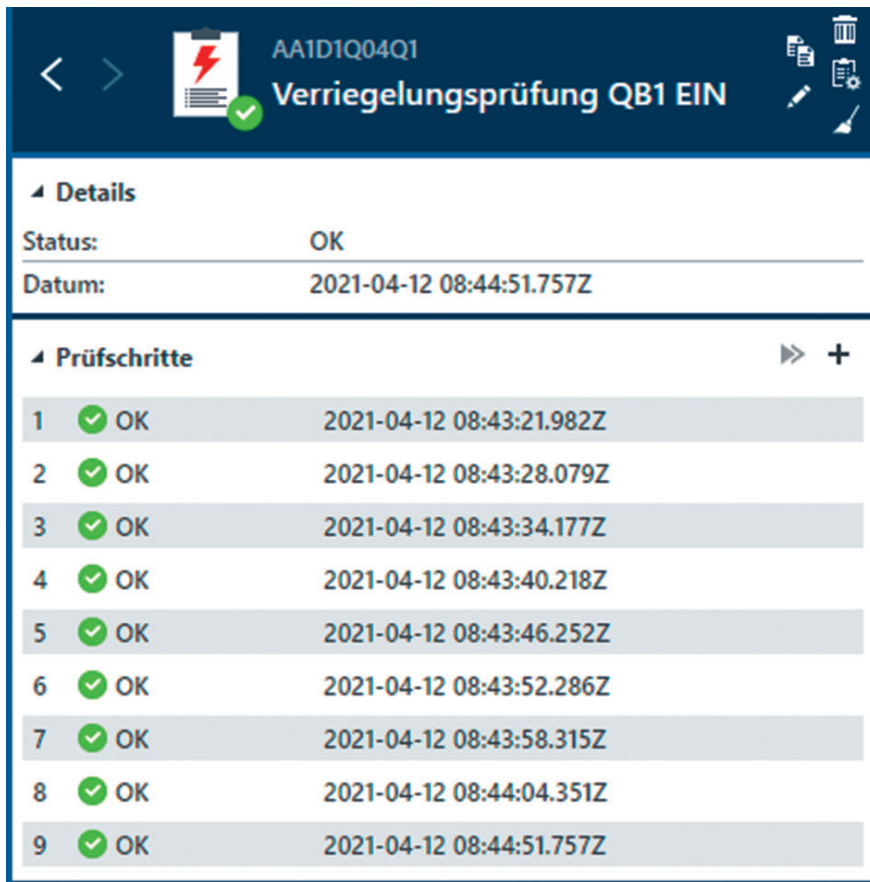 AA1D1Q04Q1
Verriegelungsprüfung QB1 EIN
Details
Status: OK
Datum: 2021-04-12 08:44:51.757Z
Prüfschritte
1 OK 2021-04-12 08:43:21.982Z
2 OK 2021-04-12 08:43:28.079Z
3 OK 2021-04-12 08:43:34.177Z
4 OK 2021-04-12 08:43:40.218Z
5 OK 2021-04-12 08:43:46.252Z
6 OK 2021-04-12 08:43:52.286Z
7 OK 2021-04-12 08:43:58.315Z
8 OK 2021-04-12 08:44:04.351Z
9 OK 2021-04-12 08:44:51.757Z